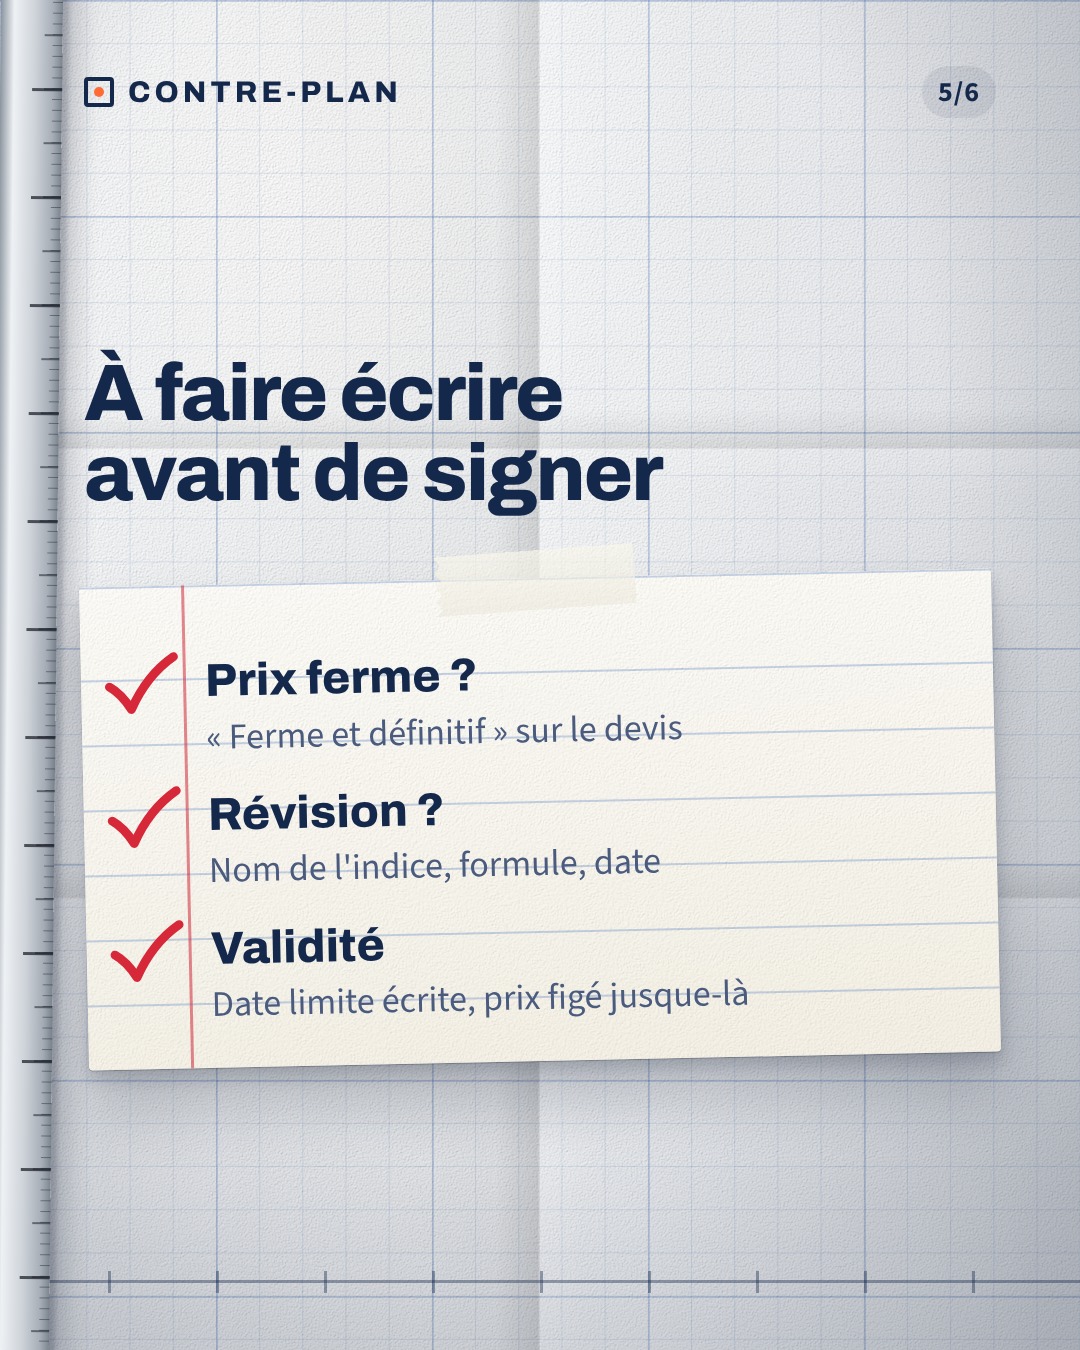 CONTRE-PLAN
5/6
À faire écrire
avant de signer
Prix ferme ?
« Ferme et définitif » sur le devis
Révision ?
Nom de l'indice, formule, date
Validité
Date limite écrite, prix figé jusque-là